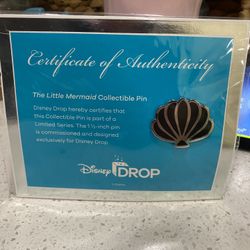 Certificate of Authenticity
The Little Mermaid Collectible Pin
Disney Drop hereby certifies that
this Collectible Pin is part of a
Limited Series. The 1½-inch pin
is commissioned and designed
exclusively for Disney Drop.
Disney DROP